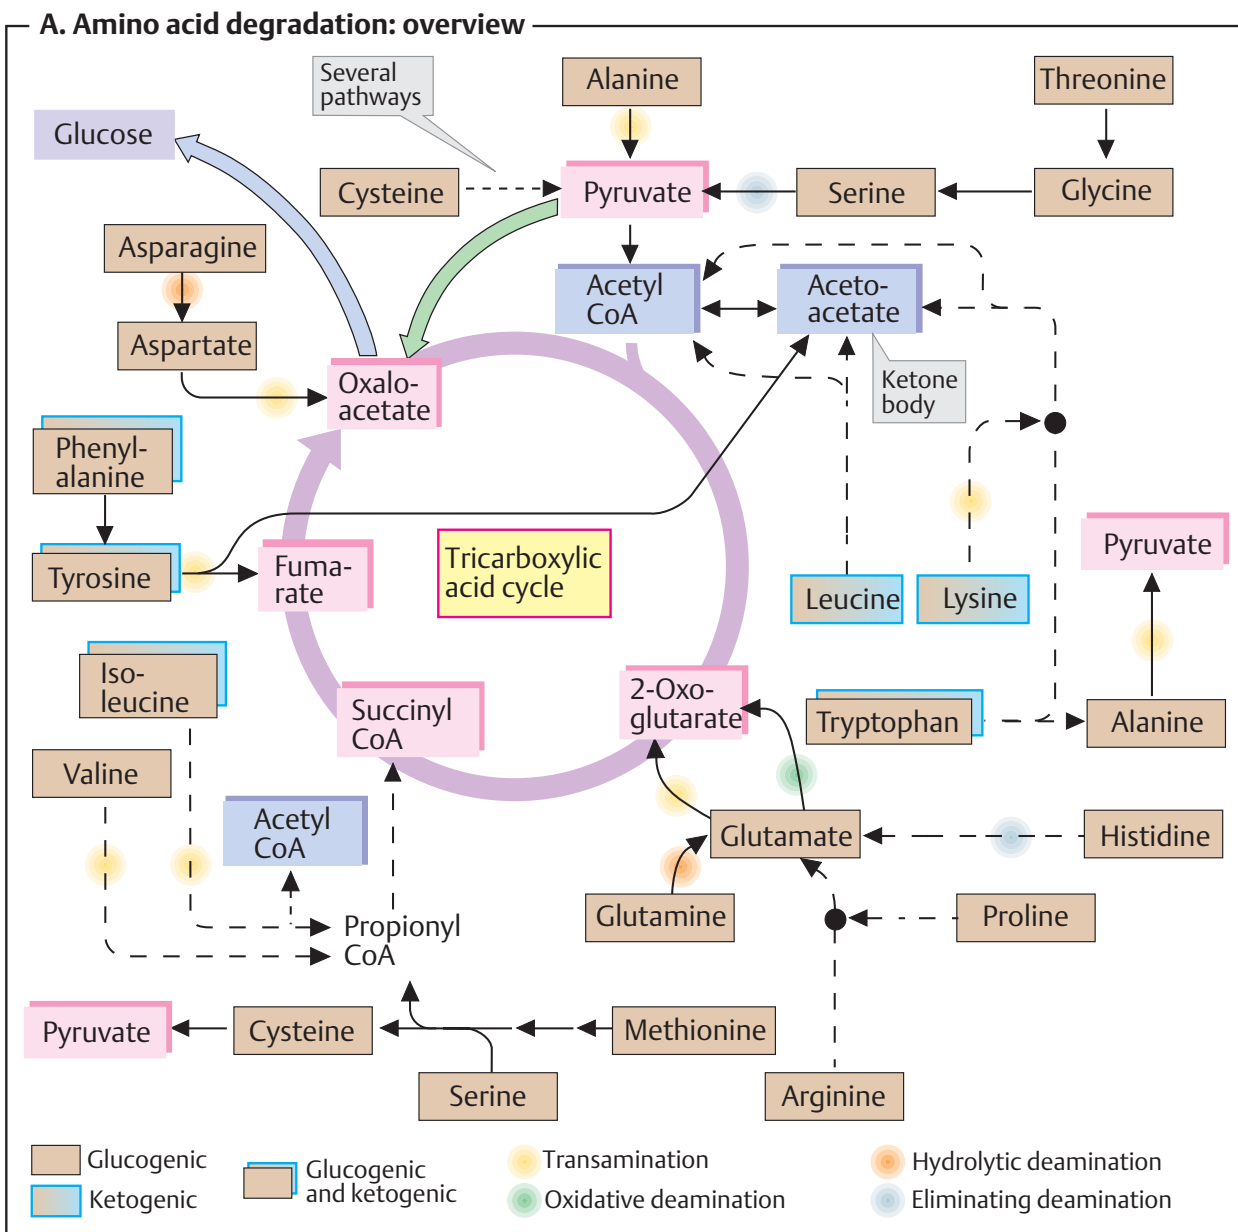 A. Amino acid degradation: overview
Several
pathways
Alanine
Threonine
Glucose
Cysteine
Pyruvate
Serine
Glycine
Asparagine
Acetyl
CoA
Aceto-
acetate
Aspartate
Oxalo-
acetate
Ketone
body
Phenyl-
alanine
Tyrosine
Fuma-
rate
Tricarboxylic
acid cycle
Leucine
Lysine
Pyruvate
Iso-
leucine
Succinyl
CoA
2-Oxo-
glutarate
Tryptophan
Alanine
Valine
Acetyl
CoA
Glutamate
Histidine
Propionyl
CoA
Glutamine
Proline
Pyruvate
Cysteine
Methionine
Serine
Arginine
Glucogenic
Ketogenic
Glucogenic
and ketogenic
Transamination
Oxidative deamination
Hydrolytic deamination
Eliminating deamination